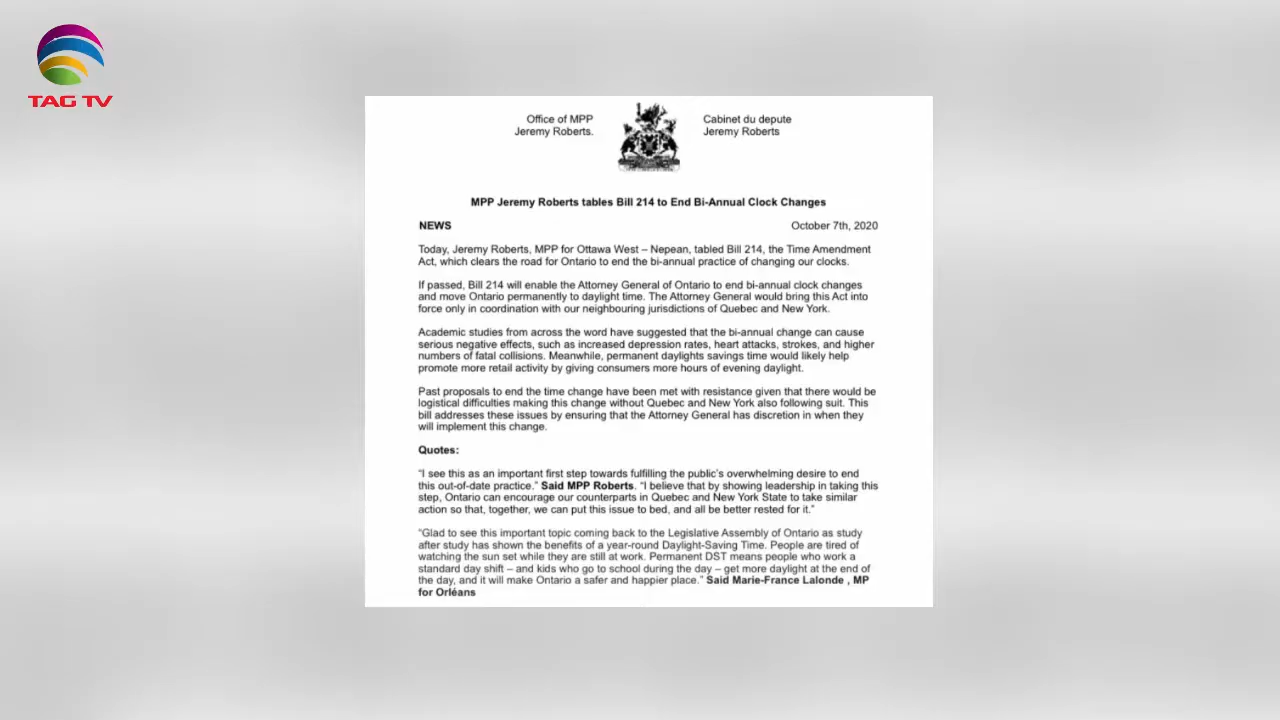 TAG TV
Office of MPP
Jeremy Roberts.
Cabinet du depute
Jeremy Roberts
MPP Jeremy Roberts tables Bill 214 to End Bi-Annual Clock Changes
NEWS
October 7th, 2020
Today, Jeremy Roberts, MPP for Ottawa West – Nepean, tabled Bill 214, the Time Amendment
Act, which clears the road for Ontario to end the bi-annual practice of changing our clocks.
If passed, Bill 214 will enable the Attorney General of Ontario to end bi-annual clock changes
and move Ontario permanently to daylight time. The Attorney General would bring this Act into
force only in coordination with our neighbouring jurisdictions of Quebec and New York.
Academic studies from across the word have suggested that the bi-annual change can cause
serious negative effects, such as increased depression rates, heart attacks, strokes, and higher
numbers of fatal collisions. Meanwhile, permanent daylights savings time would likely help
promote more retail activity by giving consumers more hours of evening daylight.
Past proposals to end the time change have been met with resistance given that there would be
logistical difficulties making this change without Quebec and New York also following suit. This
bill addresses these issues by ensuring that the Attorney General has discretion in when they
will implement this change.
Quotes:
“I see this as an important first step towards fulfilling the public’s overwhelming desire to end
this out-of-date practice.” Said MPP Roberts. “I believe that by showing leadership in taking this
step, Ontario can encourage our counterparts in Quebec and New York State to take similar
action so that, together, we can put this issue to bed, and all be better rested for it.”
“Glad to see this important topic coming back to the Legislative Assembly of Ontario as study
after study has shown the benefits of a year-round Daylight-Saving Time. People are tired of
watching the sun set while they are still at work. Permanent DST means people who work a
standard day shift – and kids who go to school during the day – get more daylight at the end of
the day, and it will make Ontario a safer and happier place.” Said Marie-France Lalonde , MP
for Orléans